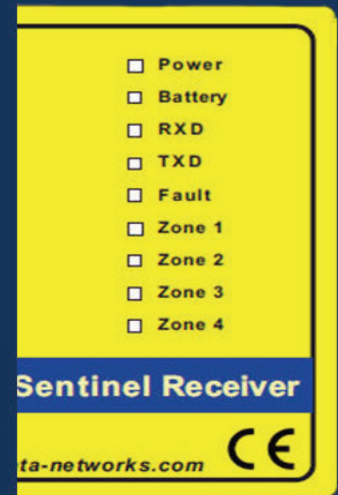 Power
Battery
RXD
TXD
Fault
Zone 1
Zone 2
Zone 3
Zone 4
Sentinel Receiver
ta-networks.com CE